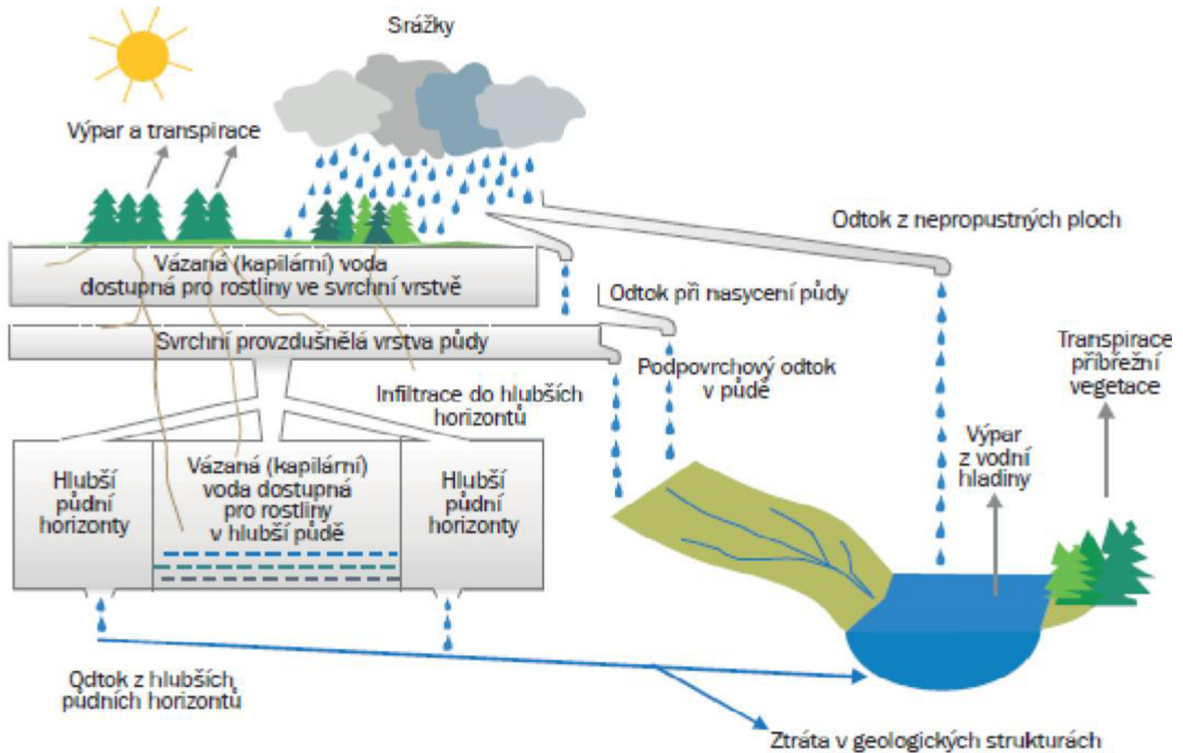 Srážky
Výpar a transpirace
Odtok z nepropustných ploch
Vázaná (kapilární) voda
dostupná pro rostliny ve svrchní vrstvě
Odtok při nasycení půdy
Svrchní provzdušnělá vrstva půdy
Podpovrchový odtok
v půdě
Transpirace
příbřežní
vegetace
Infiltrace do hlubších
horizontů
Výpar
z vodní
hladiny
Hlubší
půdní
horizonty
Vázaná (kapilární)
voda dostupná
pro rostliny
v hlubší půdě
Hlubší
půdní
horizonty
Odtok z hlubších
půdních horizontů
Ztráta v geologických strukturách